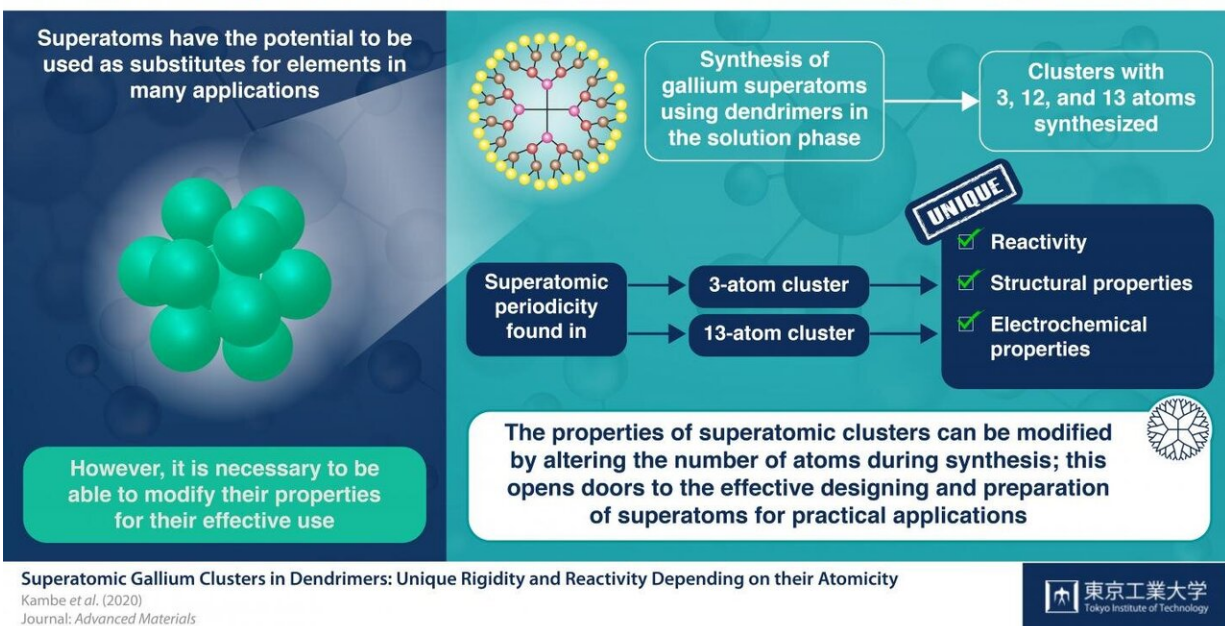 Superatoms have the potential to be
used as substitutes for elements in
many applications
However, it is necessary to be
able to modify their properties
for their effective use
Synthesis of
gallium superatoms
using dendrimers in
the solution phase
Clusters with
3, 12, and 13 atoms
synthesized
Superatomic
periodicity
found in
3-atom cluster
13-atom cluster
UNIQUE
Reactivity
Structural properties
Electrochemical
properties
The properties of superatomic clusters can be modified
by altering the number of atoms during synthesis; this
opens doors to the effective designing and preparation
of superatoms for practical applications
Superatomic Gallium Clusters in Dendrimers: Unique Rigidity and Reactivity Depending on their Atomicity
Kambe et al. (2020)
Journal: Advanced Materials
東京工業大学
Tokyo Institute of Technology